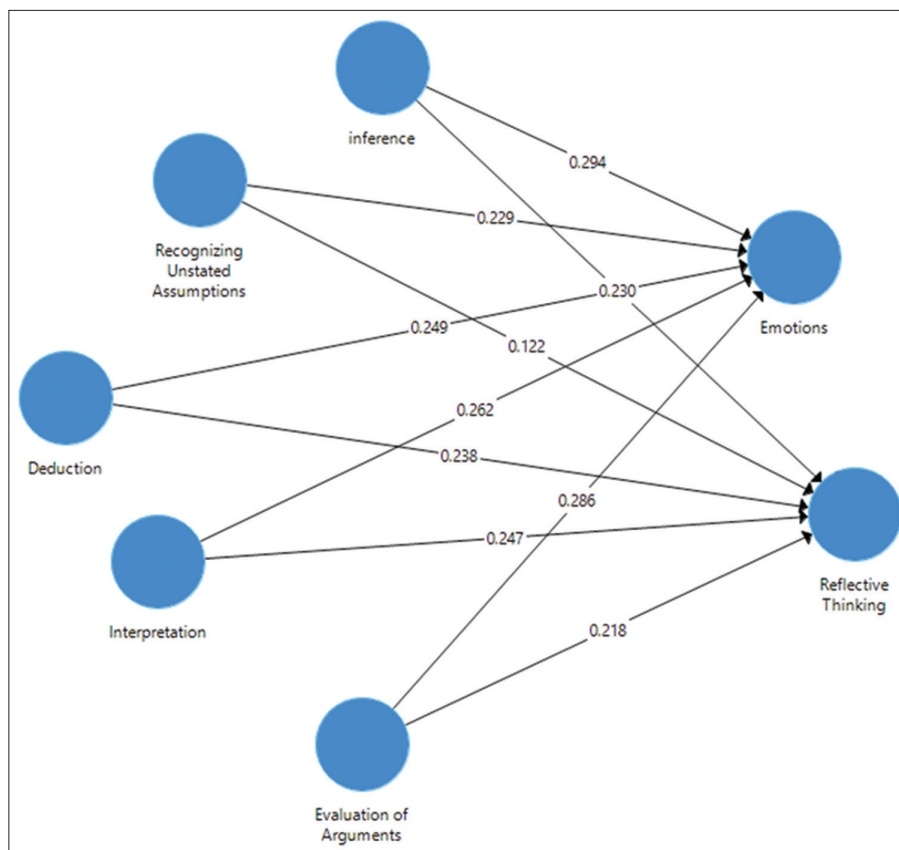 inference
0.294
Recognizing
Unstated
Assumptions
0.229
0.230
Emotions
0.249
0.122
Deduction
0.262
0.238
0.286
Interpretation
0.247
Reflective
Thinking
0.218
Evaluation of
Arguments